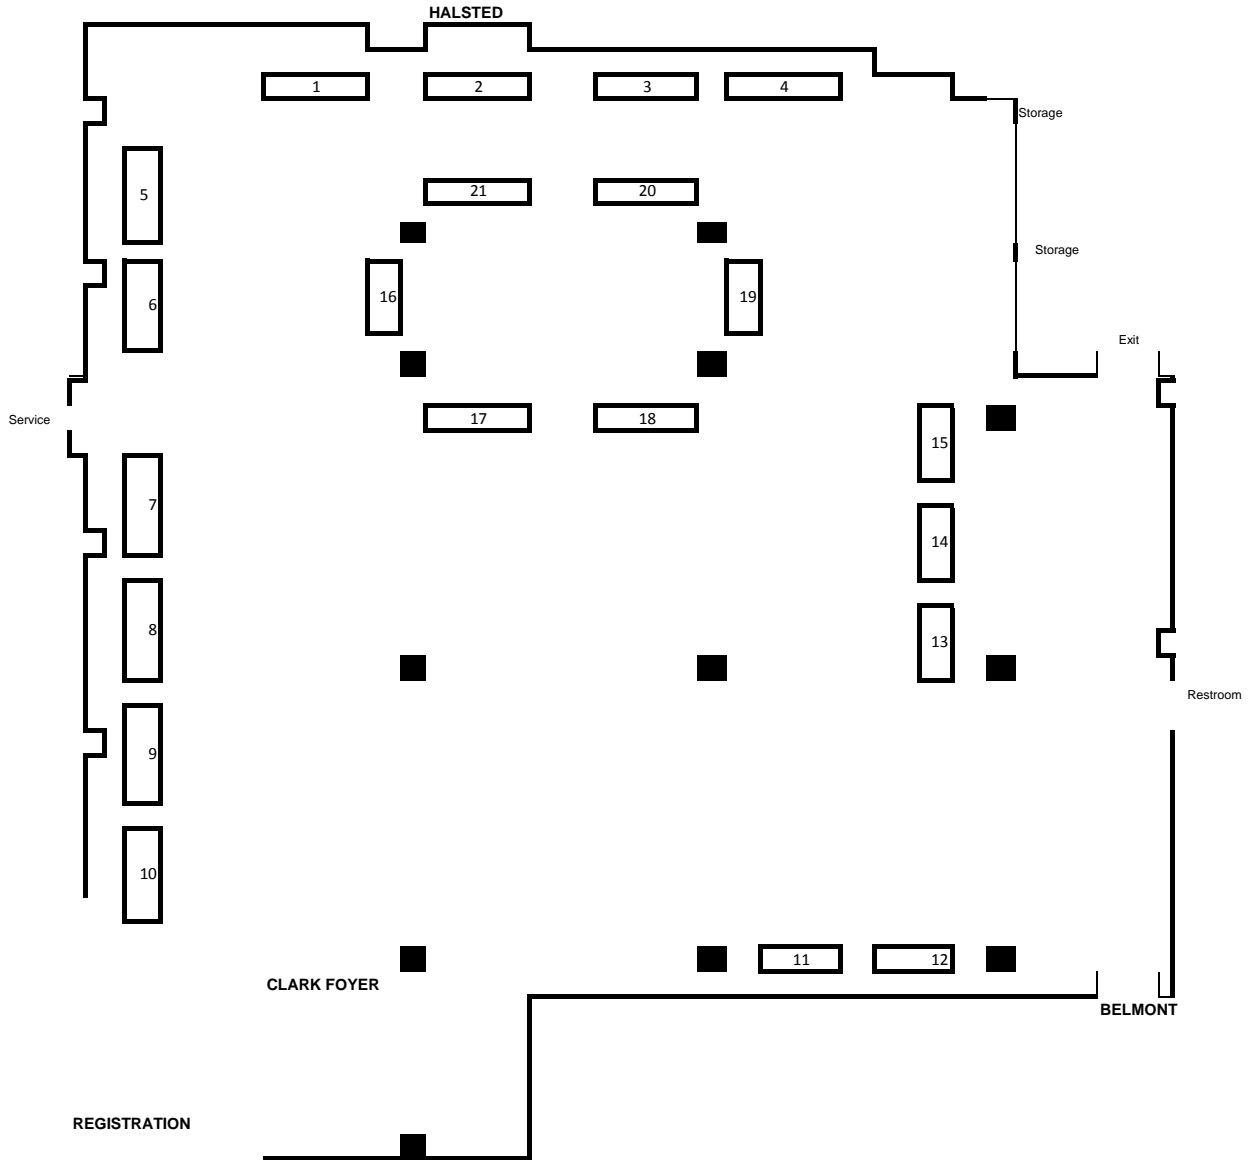 HALSTED
1 2 3 4
Storage
5
21 20
Storage
6
16 19
Exit
Service
17 18
15
7
14
8
13
Restroom
9
10
11 12
CLARK FOYER
BELMONT
REGISTRATION